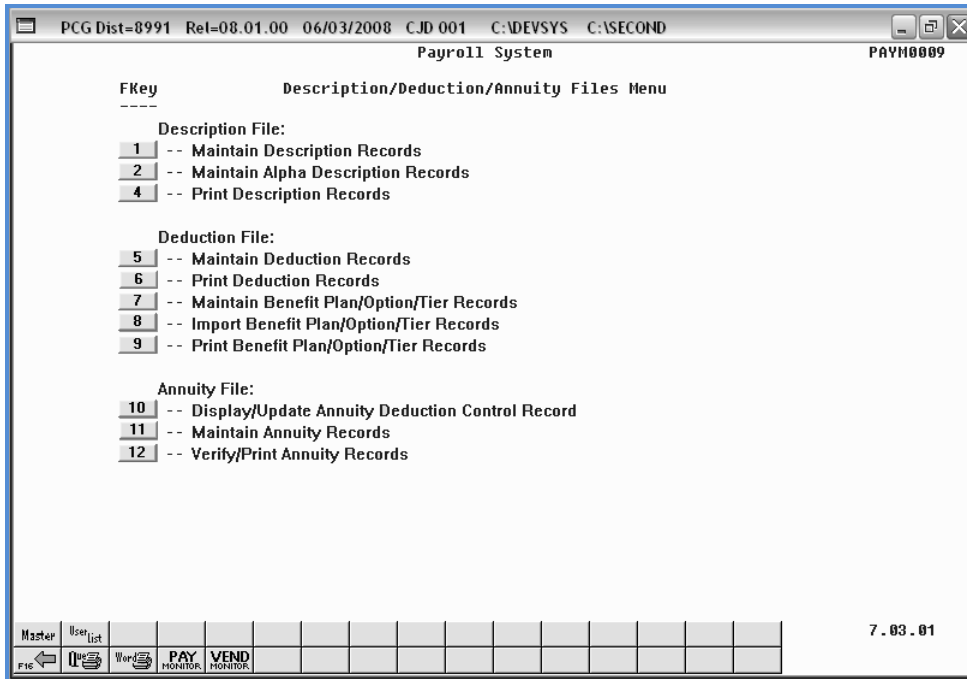 PCG Dist=8991 Rel=08.01.00 06/03/2008 CJD 001 C:\DEVSYS C:\SECOND
Payroll System PAYM0009
FKey Description/Deduction/Annuity Files Menu
----
Description File:
1 -- Maintain Description Records
2 -- Maintain Alpha Description Records
4 -- Print Description Records
Deduction File:
5 -- Maintain Deduction Records
6 -- Print Deduction Records
7 -- Maintain Benefit Plan/Option/Tier Records
8 -- Import Benefit Plan/Option/Tier Records
9 -- Print Benefit Plan/Option/Tier Records
Annuity File:
10 -- Display/Update Annuity Deduction Control Record
11 -- Maintain Annuity Records
12 -- Verify/Print Annuity Records
Master User list 7.03.01
F16 Que Word PAY MONITOR VEND MONITOR